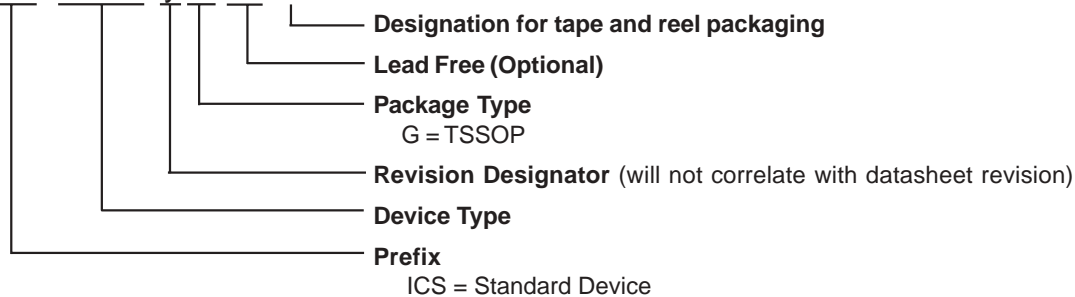 Designation for tape and reel packaging
Lead Free (Optional)
Package Type
G = TSSOP
Revision Designator (will not correlate with datasheet revision)
Device Type
Prefix
ICS = Standard Device